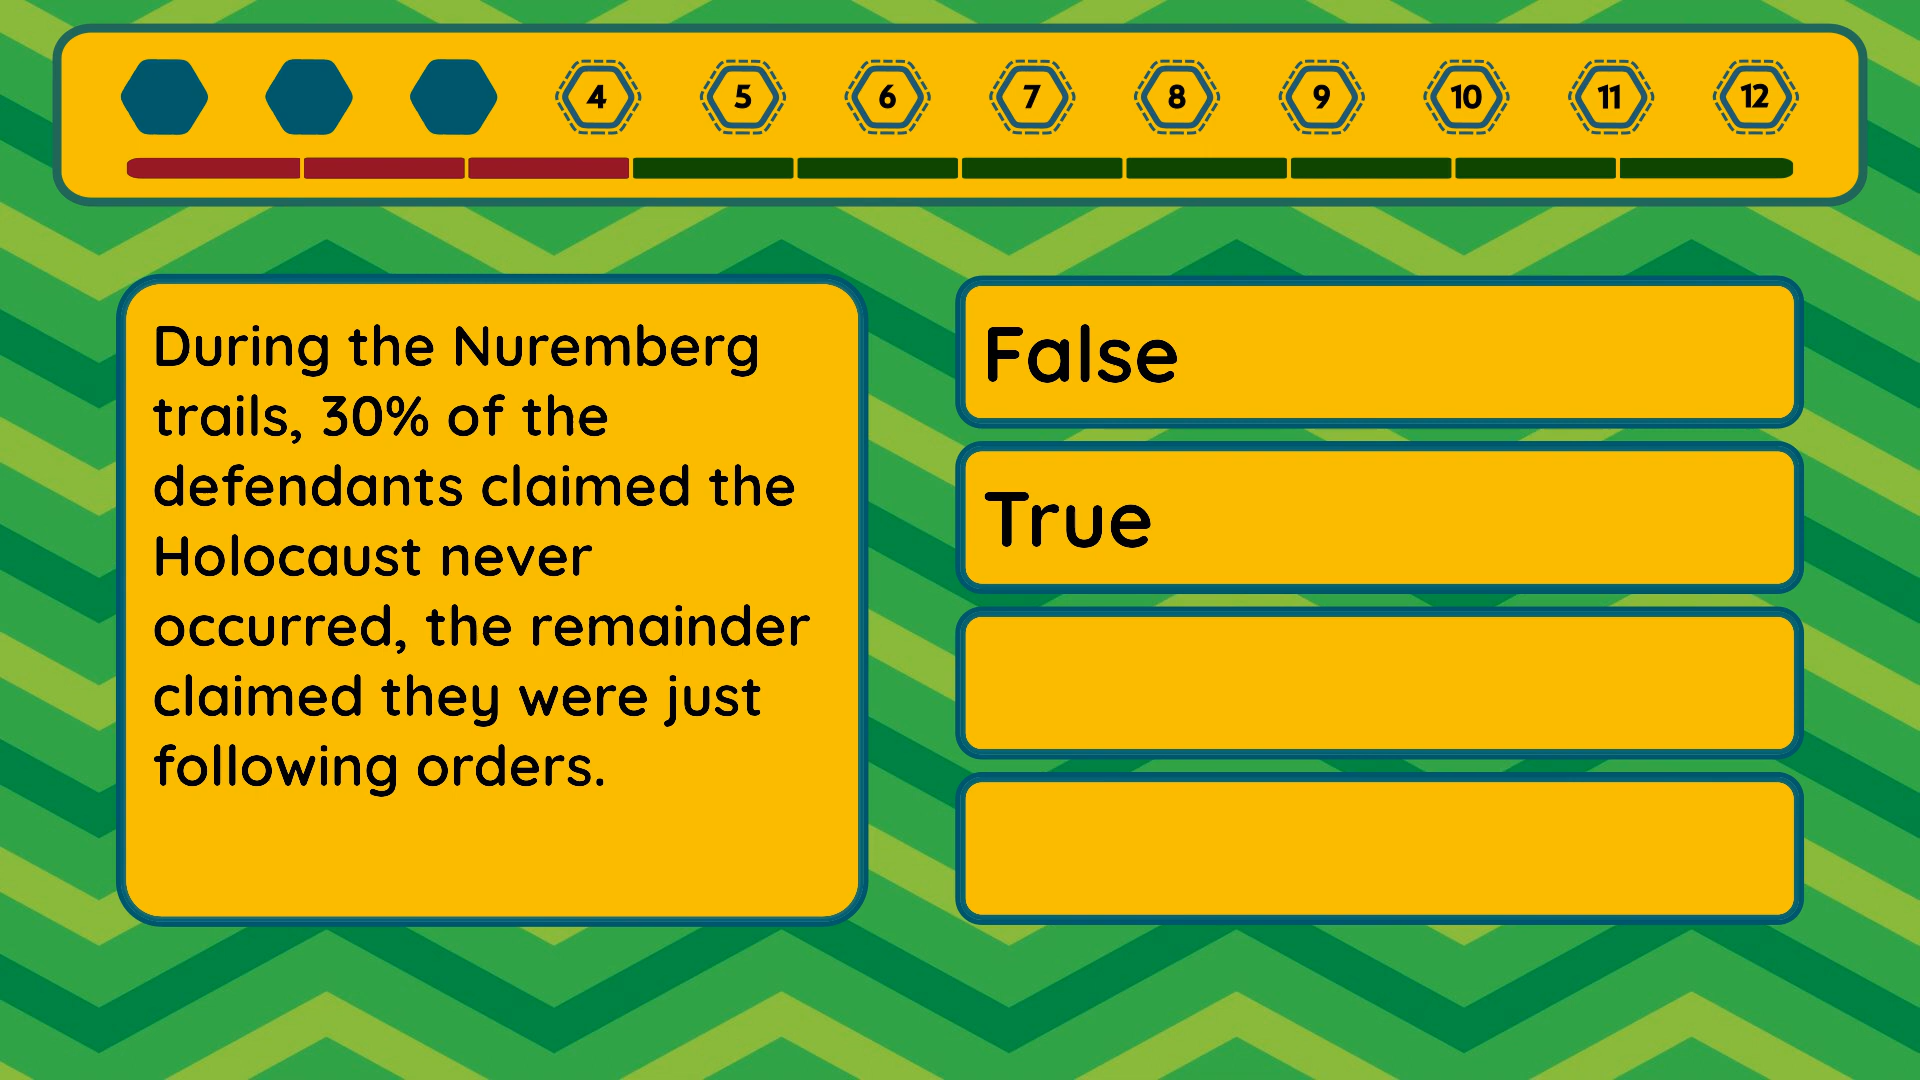 4 5 6 7 8 9 10 11 12
During the Nuremberg
trails, 30% of the
defendants claimed the
Holocaust never
occurred, the remainder
claimed they were just
following orders.
False
True